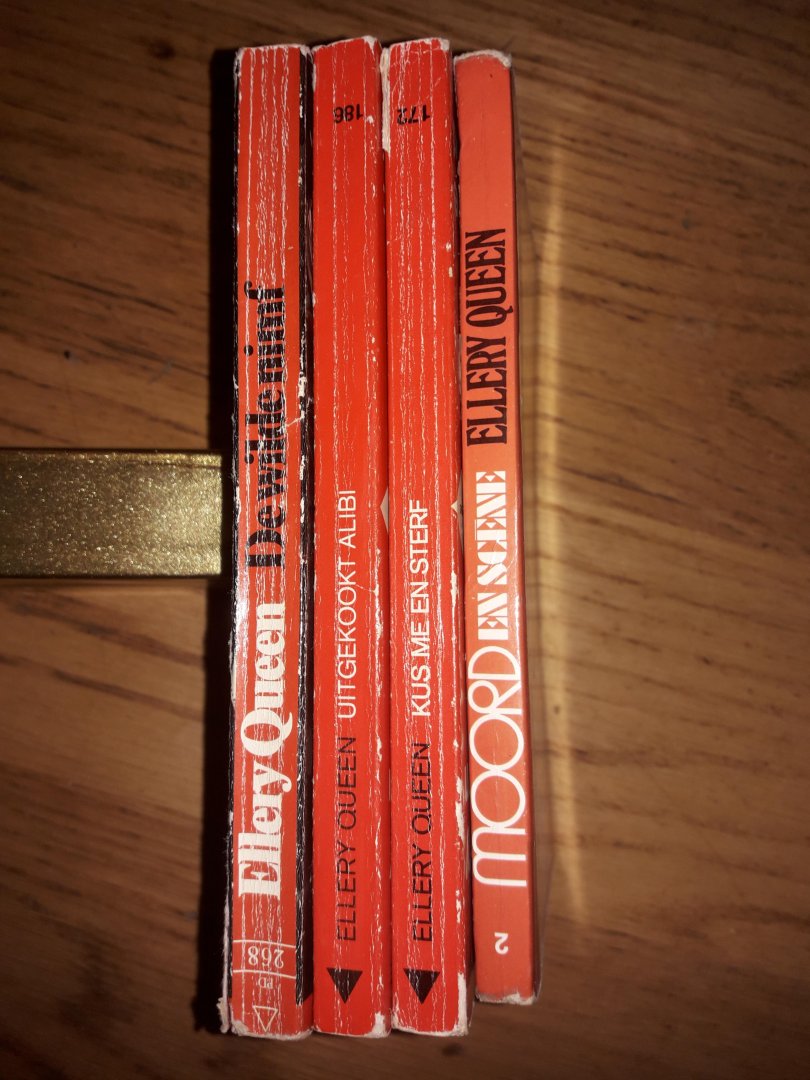 Ellery Queen De wilde nimf
PD
268
186
ELLERY QUEEN UITGEKOOKT ALIBI
172
ELLERY QUEEN KUS ME EN STERF
2
MOORD EN SCENE ELLERY QUEEN